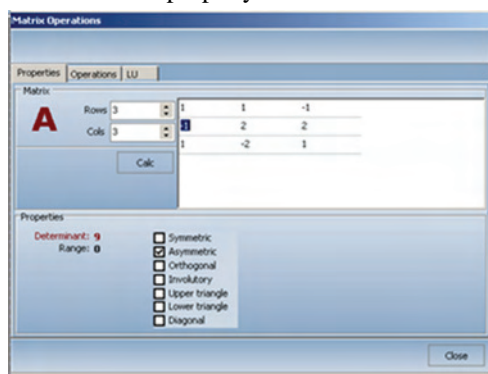 Matrix Operations
Properties Operations LU
Matrix
A
Rows 3
Cols 3
Calc
1 1 -1
-1 2 2
1 -2 1
Properties
Determinant: 9
Range: 0
Symmetric
Asymmetric
Orthogonal
Involutory
Upper triangle
Lower triangle
Diagonal
Close